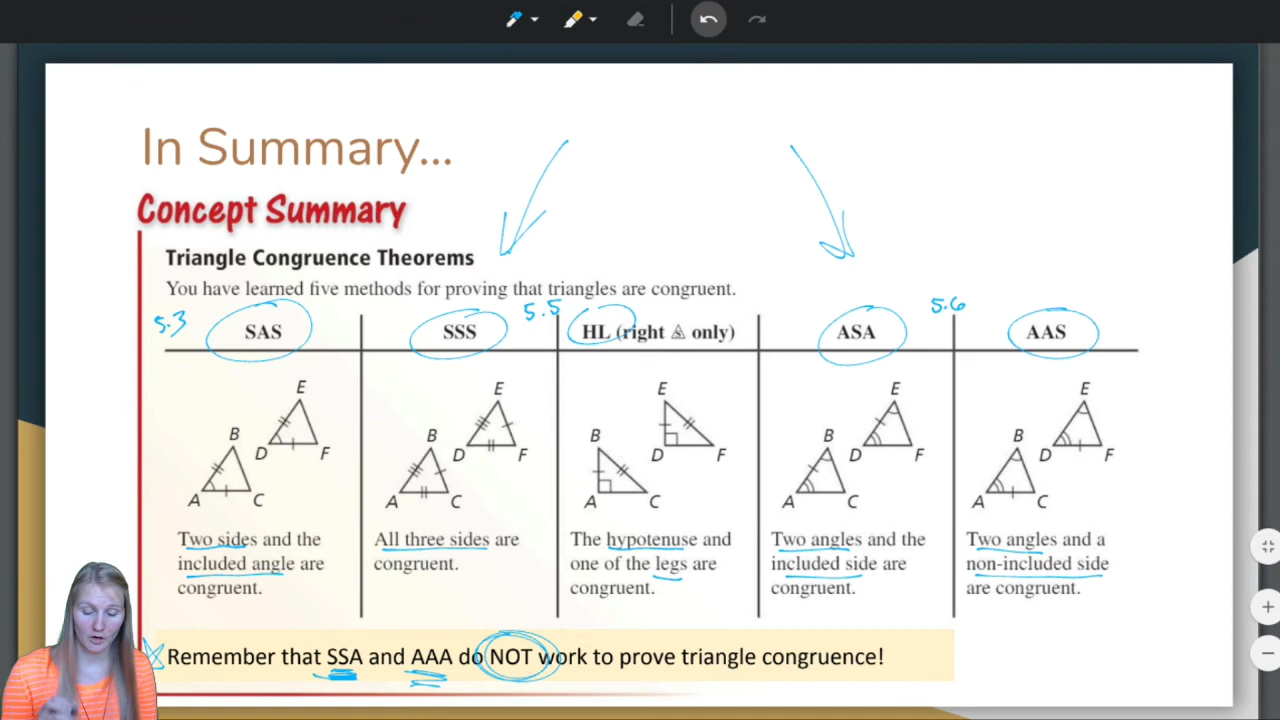 In Summary...
Concept Summary
Triangle Congruence Theorems
You have learned five methods for proving that triangles are congruent.
5.3 5.5 5.6
SAS SSS HL (right △ only) ASA AAS
E E E E E
B B B B B
D F D F D F D F D F
A C A C A C A C A C
Two sides and the
included angle are
congruent.
All three sides are
congruent.
The hypotenuse and
one of the legs are
congruent.
Two angles and the
included side are
congruent.
Two angles and a
non-included side
are congruent.
Remember that SSA and AAA do NOT work to prove triangle congruence!